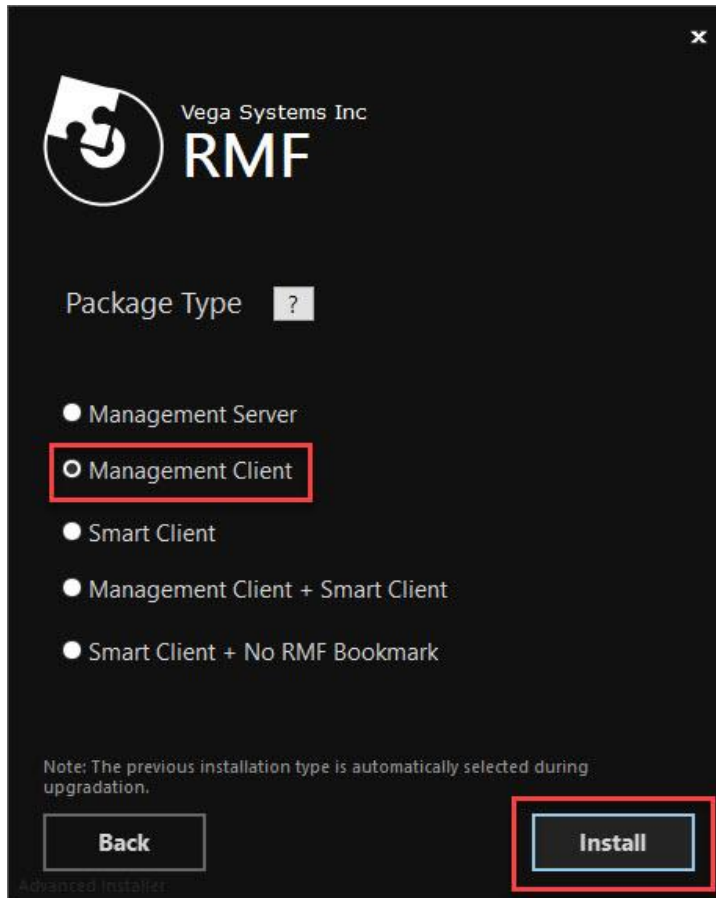 ×
Vega Systems Inc
RMF
Package Type ?
Management Server
Management Client
Smart Client
Management Client + Smart Client
Smart Client + No RMF Bookmark
Note: The previous installation type is automatically selected during
upgradation.
Back Install
Advanced Installer